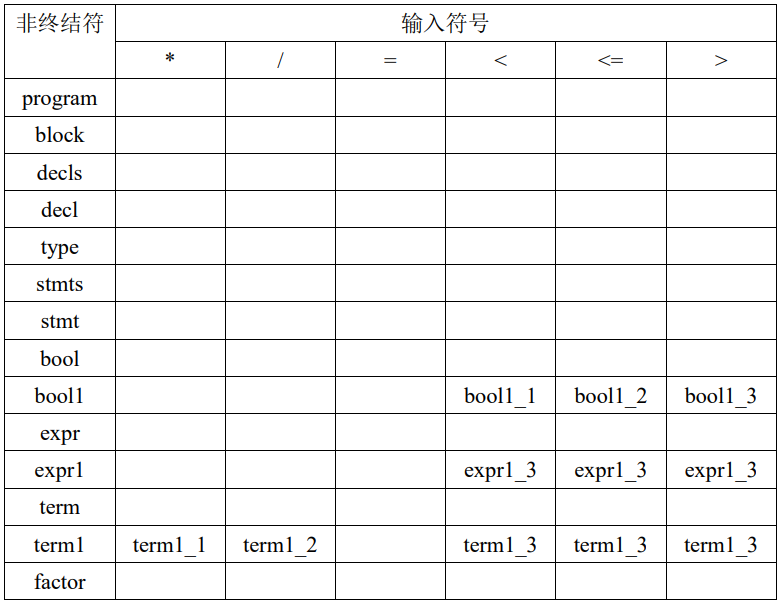 非终结符 输入符号
* / = < <= >
program
block
decls
decl
type
stmts
stmt
bool
bool1 bool1_1 bool1_2 bool1_3
expr
expr1 expr1_3 expr1_3 expr1_3
term
term1 term1_1 term1_2 term1_3 term1_3 term1_3
factor